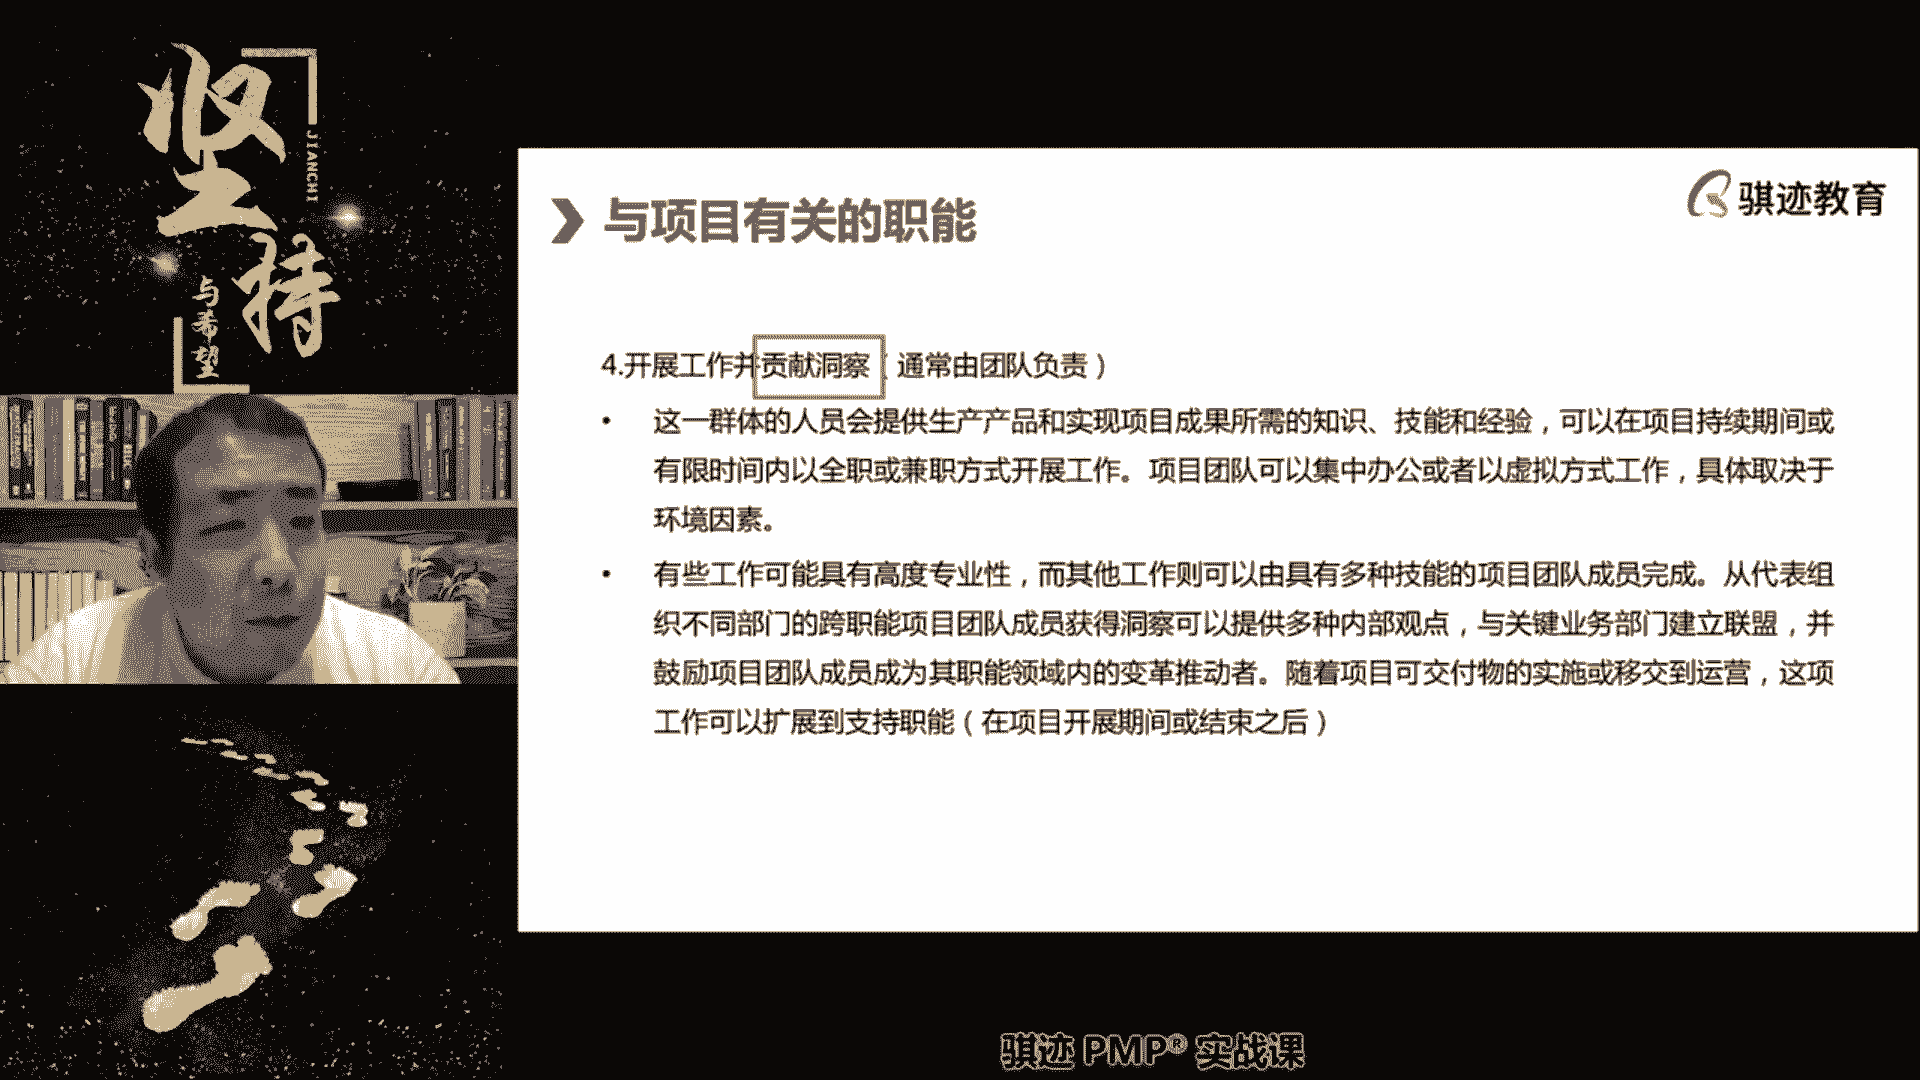 坚持
JIANCHI
与希望
骐迹教育
与项目有关的职能
4.开展工作并贡献洞察（通常由团队负责）
• 这一群体的人员会提供生产产品和实现项目成果所需的知识、技能和经验，可以在项目持续期间或
有限时间内以全职或兼职方式开展工作。项目团队可以集中办公或者以虚拟方式工作，具体取决于
环境因素。
• 有些工作可能具有高度专业性，而其他工作则可以由具有多种技能的项目团队成员完成。从代表组
织不同部门的跨职能项目团队成员获得洞察可以提供多种内部观点，与关键业务部门建立联盟，并
鼓励项目团队成员成为其职能领域内的变革推动者。随着项目可交付物的实施或移交到运营，这项
工作可以扩展到支持职能（在项目开展期间或结束之后）
骐迹 PMP® 实战课